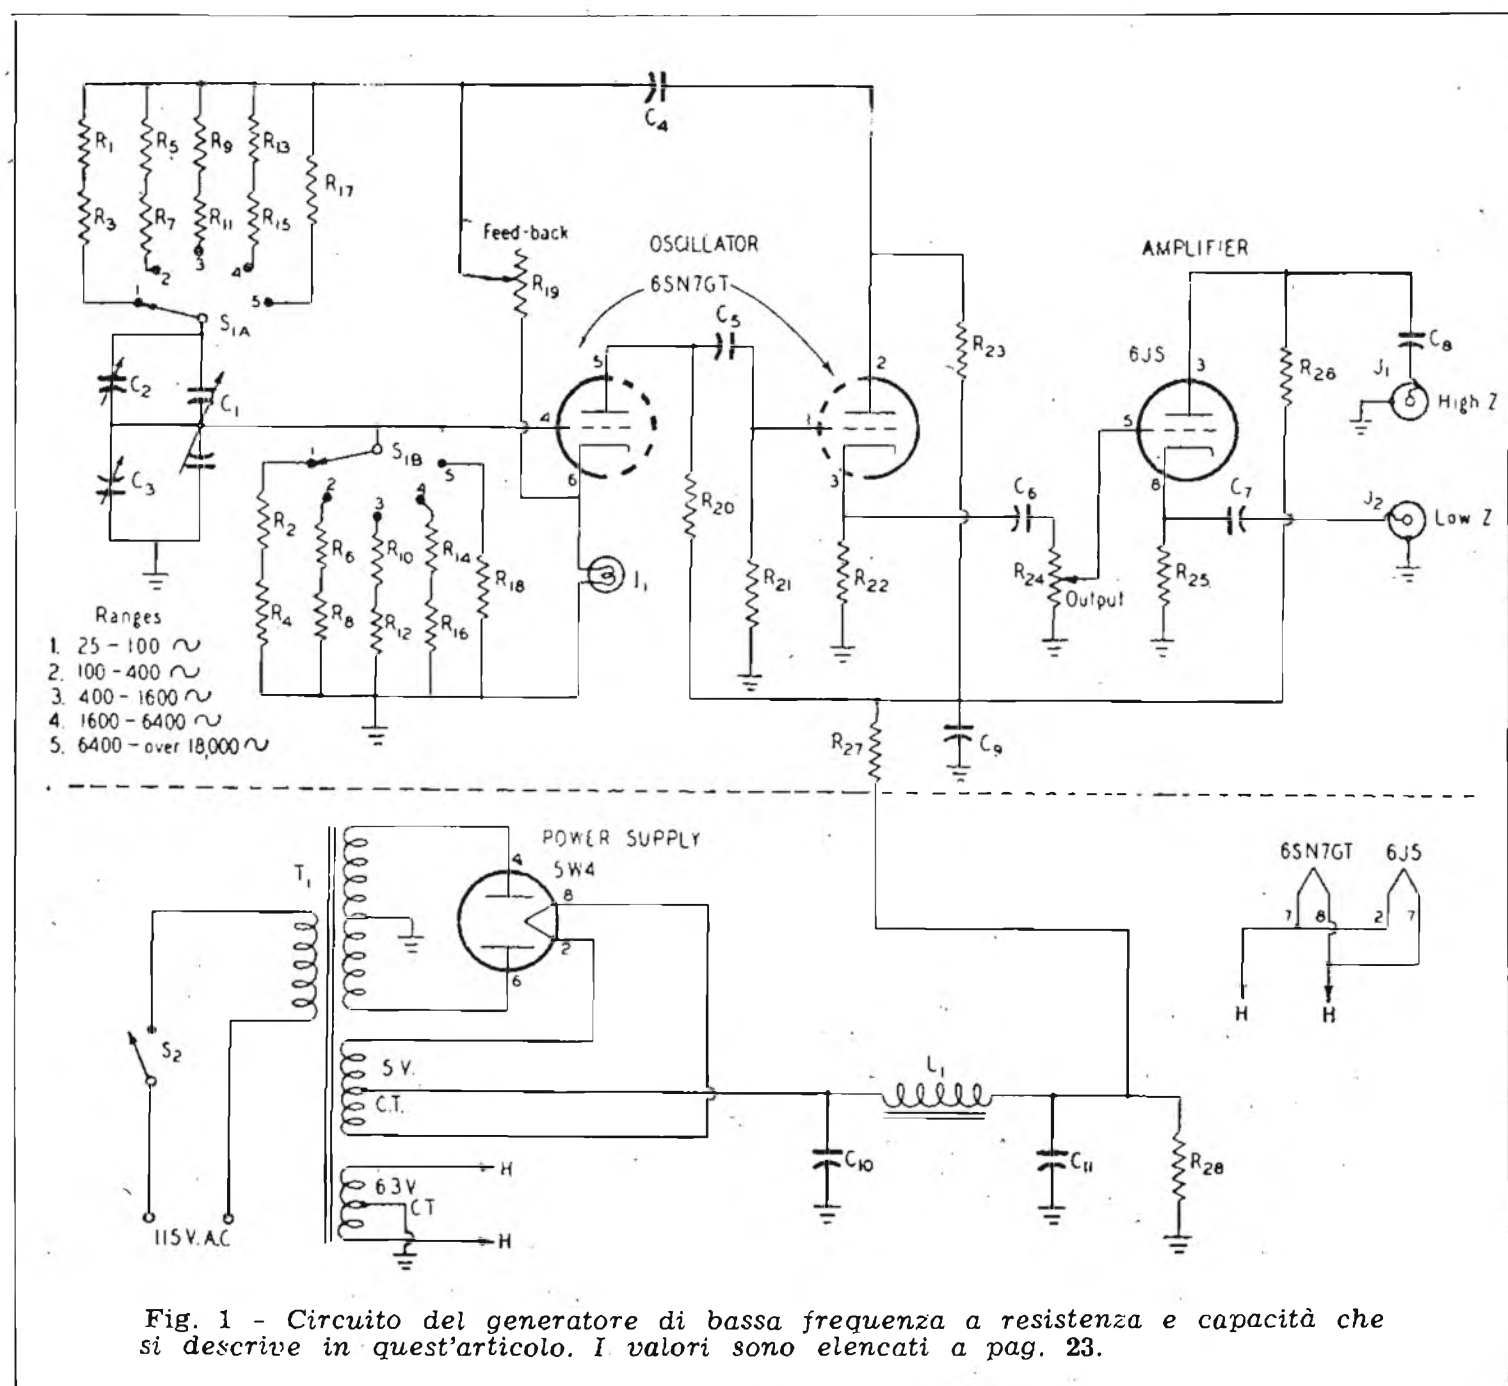 C4
R1 R5 R9 R13
R17
R3 R7 R11 R15
Feed-back
OSCILLATOR
AMPLIFIER
R19
6SN7GT
2 3 4
1 5
S1A
C5
R23
C8
C2 C1
5 2
6J5 3
R26
J1
High Z
4 1 5
S1B
1 5
C3
6 3 8
2 3 4
R20
C6 C7
J2
Low Z
R2 R6 R10 R14
R18
I1
R21 R22
R24
Output
R25
R4 R8 R12 R16
Ranges
1. 25 - 100 ~
2. 100 - 400 ~
3. 400 - 1600 ~
4. 1600 - 6400 ~
5. 6400 - over 18,000 ~
R27
C9
POWER SUPPLY
5W4
T1
4 8
2
6
6SN7GT 6J5
7 8 2 7
H H
S2
5 V.
C.T.
L1
C10 C11 R28
6.3V
CT
H
H
115 V. A.C
Fig. 1 - Circuito del generatore di bassa frequenza a resistenza e capacità che
si descrive in quest'articolo. I valori sono elencati a pag. 23.